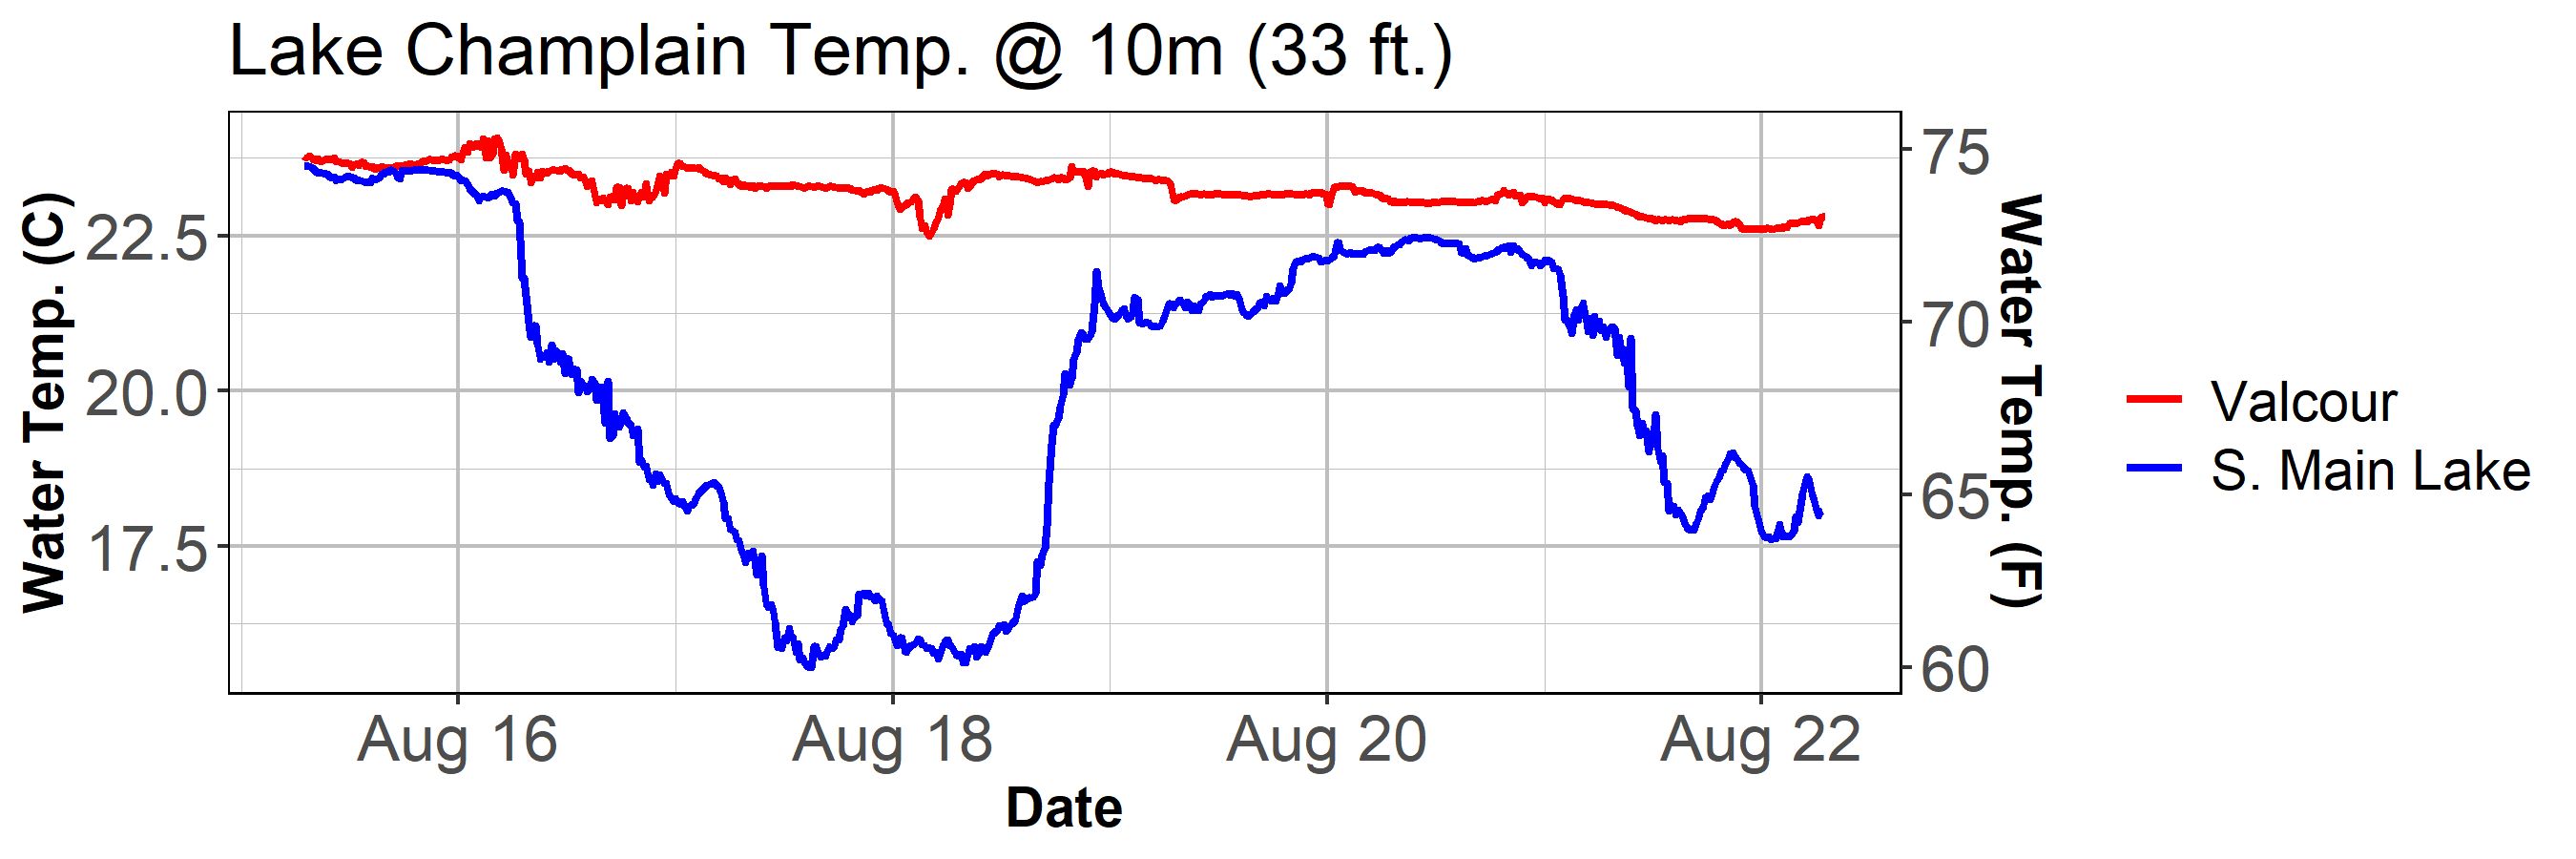 Lake Champlain Temp. @ 10m (33 ft.)
Water Temp. (C)
22.5
20.0
17.5
75
70
65
60
Water Temp. (F)
Aug 16
Aug 18
Aug 20
Aug 22
Date
Valcour
S. Main Lake